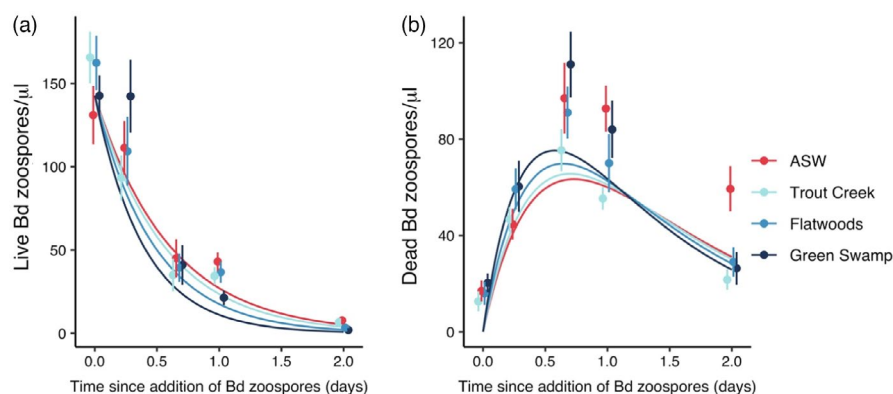 (a)
Live Bd zoospores/μl
150
100
50
0
0.0 0.5 1.0 1.5 2.0
Time since addition of Bd zoospores (days)
(b)
Dead Bd zoospores/μl
120
80
40
0
0.0 0.5 1.0 1.5 2.0
Time since addition of Bd zoospores (days)
ASW
Trout Creek
Flatwoods
Green Swamp